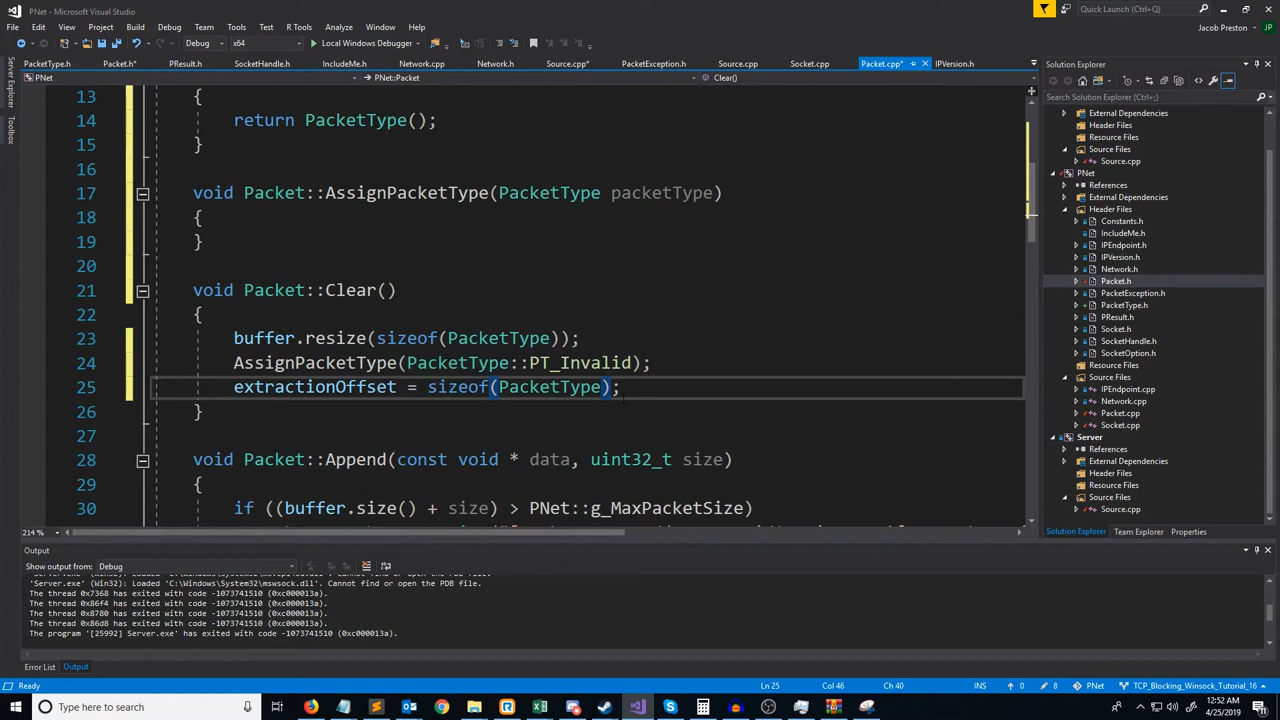 PNet - Microsoft Visual Studio
Quick Launch (Ctrl+Q)
File Edit View Project Build Debug Team Tools Test R Tools Analyze Window Help
Jacob Preston JP
Debug x64 Local Windows Debugger
PacketType.h Packet.h* PResult.h SocketHandle.h IncludeMe.h Network.cpp Network.h Source.cpp* PacketException.h Source.cpp Socket.cpp Packet.cpp* IPVersion.h
PNet PNet::Packet Clear()
Server Explorer
Toolbox
13 {
14 return PacketType();
15 }
16
17 void Packet::AssignPacketType(PacketType packetType)
18 {
19 }
20
21 void Packet::Clear()
22 {
23 buffer.resize(sizeof(PacketType));
24 AssignPacketType(PacketType::PT_Invalid);
25 extractionOffset = sizeof(PacketType);
26 }
27
28 void Packet::Append(const void * data, uint32_t size)
29 {
30 if ((buffer.size() + size) > PNet::g_MaxPacketSize)
214 %
Solution Explorer
Search Solution Explorer (Ctrl+;)
External Dependencies
Header Files
Resource Files
Source Files
Source.cpp
PNet
References
External Dependencies
Header Files
Constants.h
IncludeMe.h
IPEndpoint.h
IPVersion.h
Network.h
Packet.h
PacketException.h
PacketType.h
PResult.h
Socket.h
SocketHandle.h
SocketOption.h
Source Files
IPEndpoint.cpp
Network.cpp
Packet.cpp
Socket.cpp
Server
References
External Dependencies
Header Files
Resource Files
Source Files
Source.cpp
Solution Explorer Team Explorer Properties
Output
Show output from: Debug
'Server.exe' (Win32): Loaded 'C:\Windows\System32\mswsock.dll'. Cannot find or open the PDB file.
The thread 0x7368 has exited with code -1073741510 (0xc000013a).
The thread 0x86f4 has exited with code -1073741510 (0xc000013a).
The thread 0x8780 has exited with code -1073741510 (0xc000013a).
The thread 0x86d8 has exited with code -1073741510 (0xc000013a).
The program '[25992] Server.exe' has exited with code -1073741510 (0xc000013a).
Error List Output
Ready Ln 25 Col 46 Ch 40 INS 0 8 PNet TCP_Blocking_Winsock_Tutorial_16
Type here to search
12:52 AM
4/25/2019